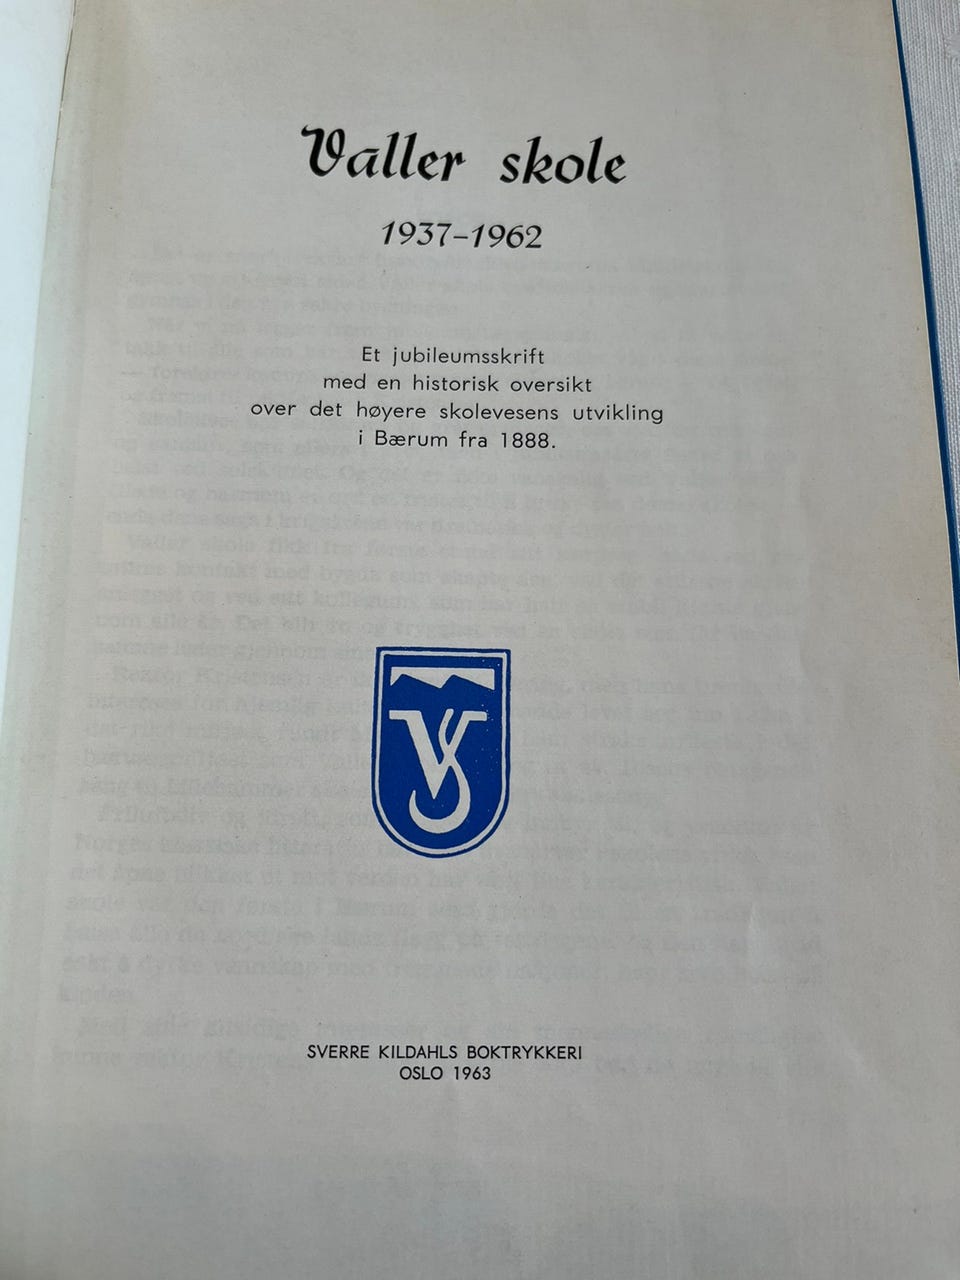 Valler skole
1937-1962
Et jubileumsskrift
med en historisk oversikt
over det høyere skolevesens utvikling
i Bærum fra 1888.
VS
SVERRE KILDAHLS BOKTRYKKERI
OSLO 1963